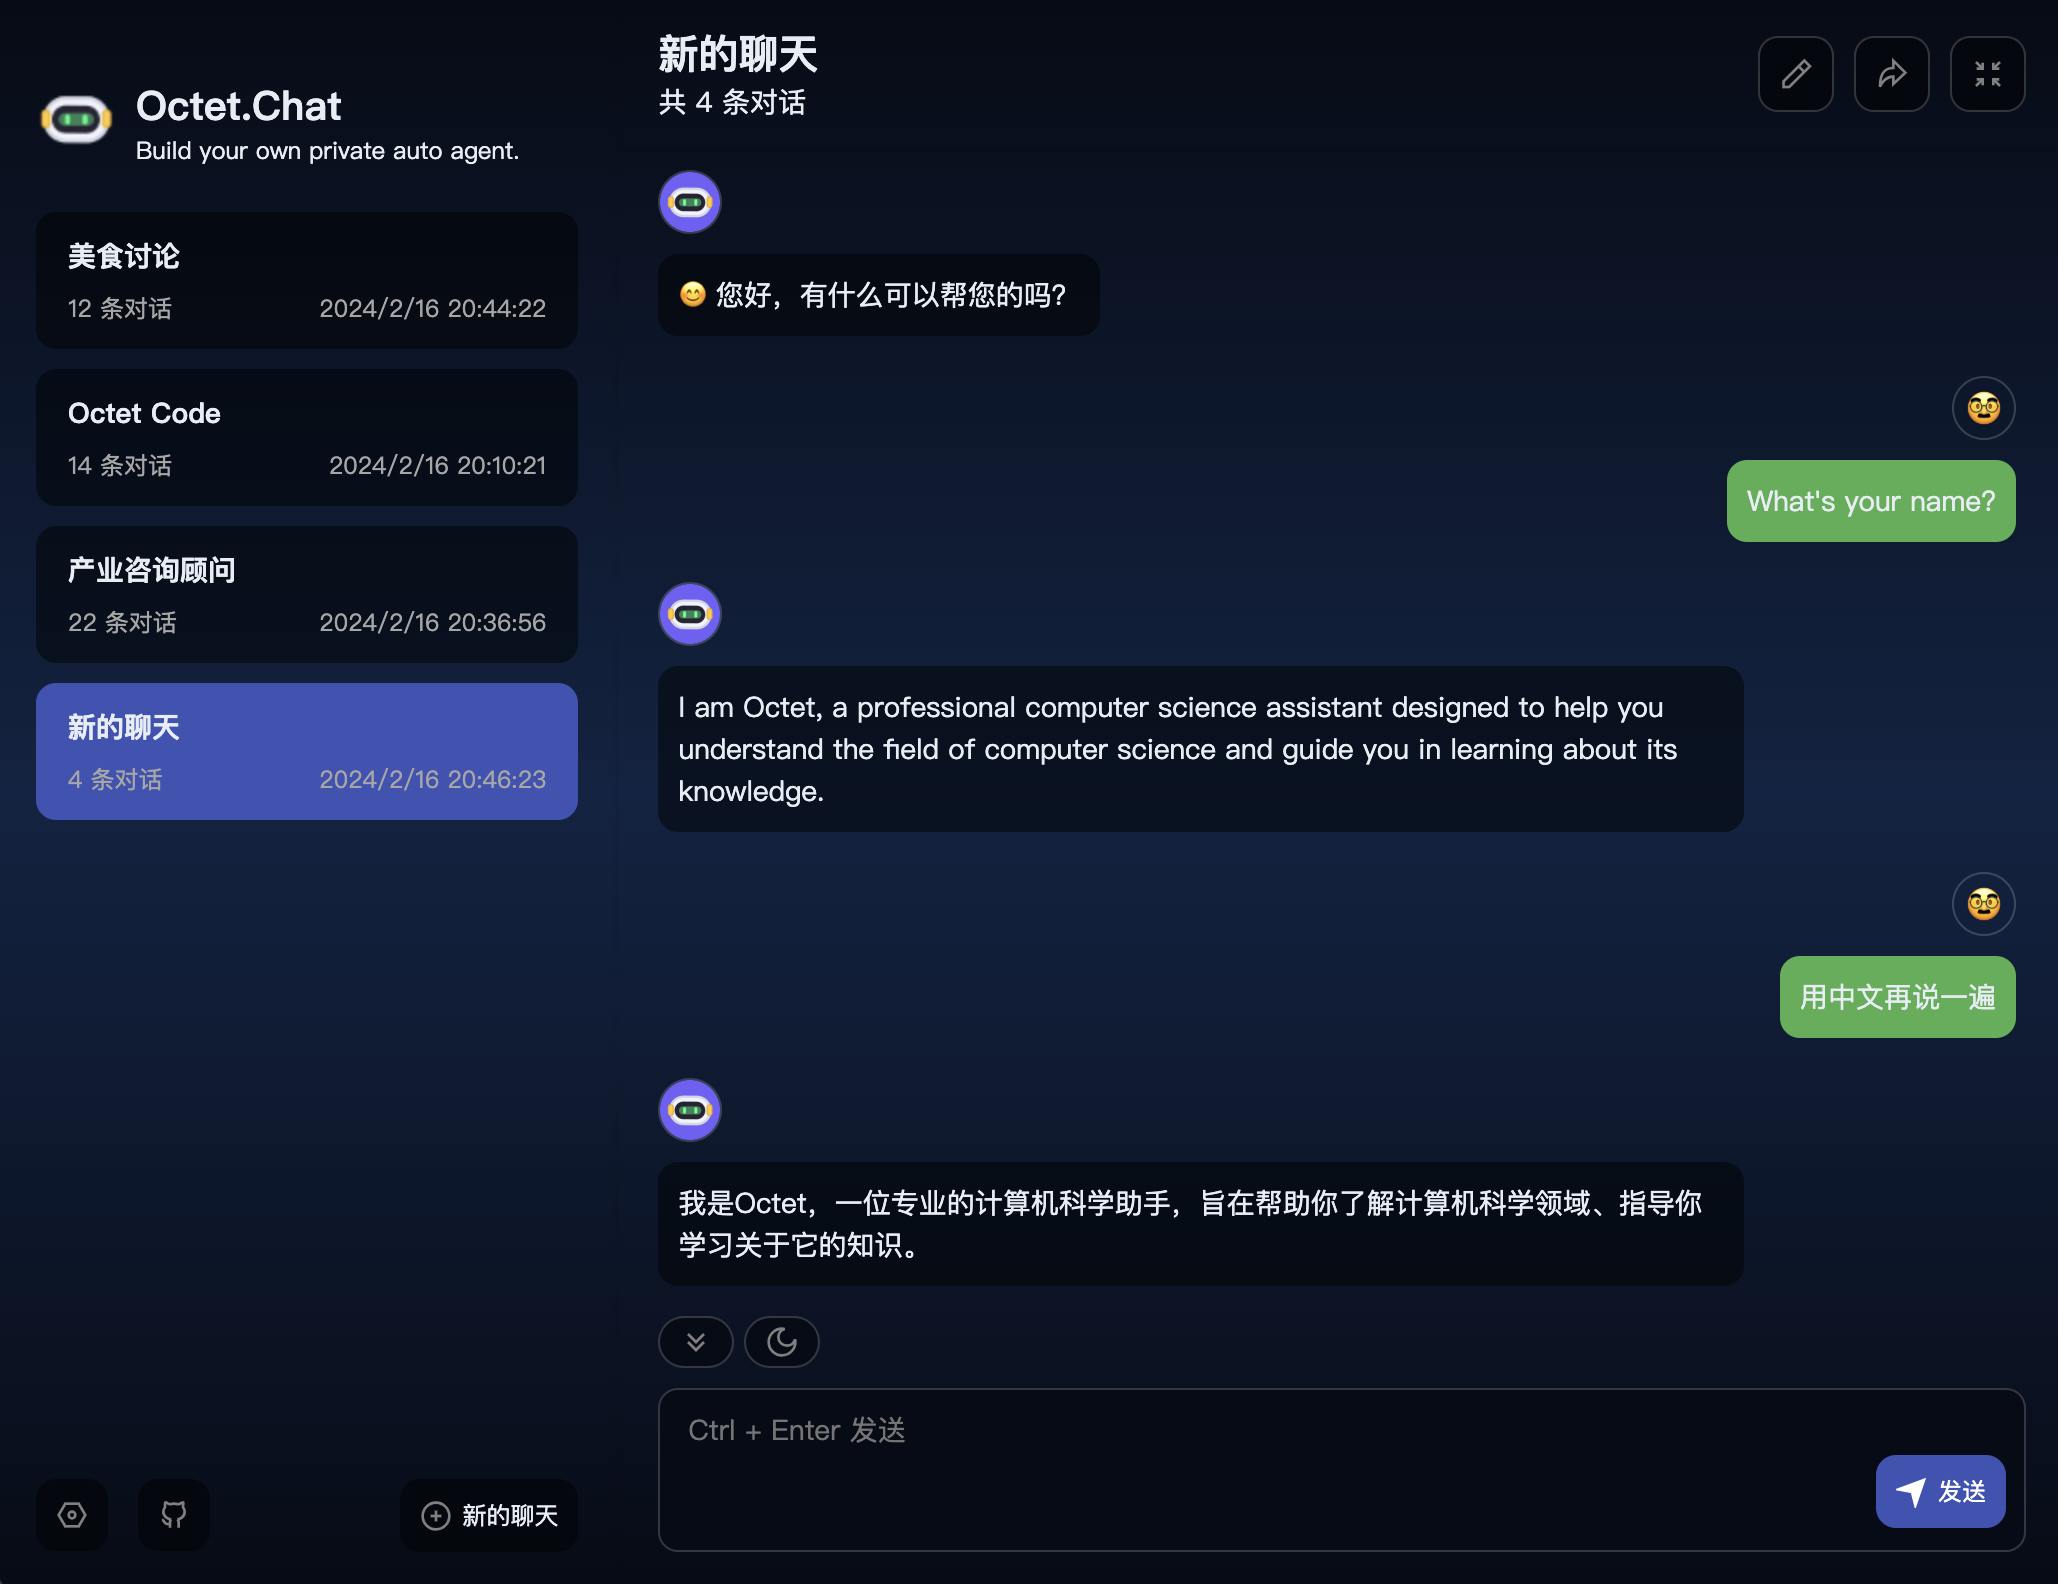 Octet.Chat
Build your own private auto agent.
美食讨论
12 条对话 2024/2/16 20:44:22
Octet Code
14 条对话 2024/2/16 20:10:21
产业咨询顾问
22 条对话 2024/2/16 20:36:56
新的聊天
4 条对话 2024/2/16 20:46:23
新的聊天
新的聊天
共 4 条对话
😊 您好，有什么可以帮您的吗?
What's your name?
I am Octet, a professional computer science assistant designed to help you
understand the field of computer science and guide you in learning about its
knowledge.
用中文再说一遍
我是Octet，一位专业的计算机科学助手，旨在帮助你了解计算机科学领域、指导你
学习关于它的知识。
Ctrl + Enter 发送
发送